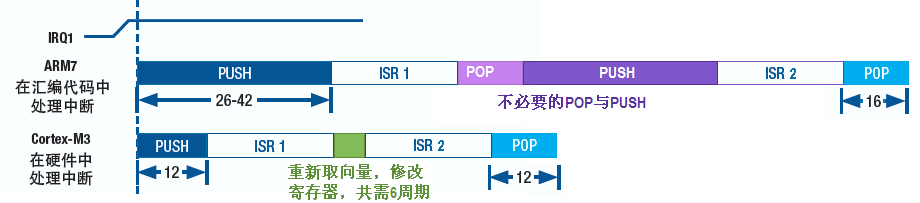 IRQ1
ARM7
在汇编代码中
处理中断
PUSH
ISR 1
POP
PUSH
ISR 2
POP
26-42
不必要的POP与PUSH
16
Cortex-M3
在硬件中
处理中断
PUSH
ISR 1
ISR 2
POP
12
重新取向量，修改
寄存器，共需6周期
12